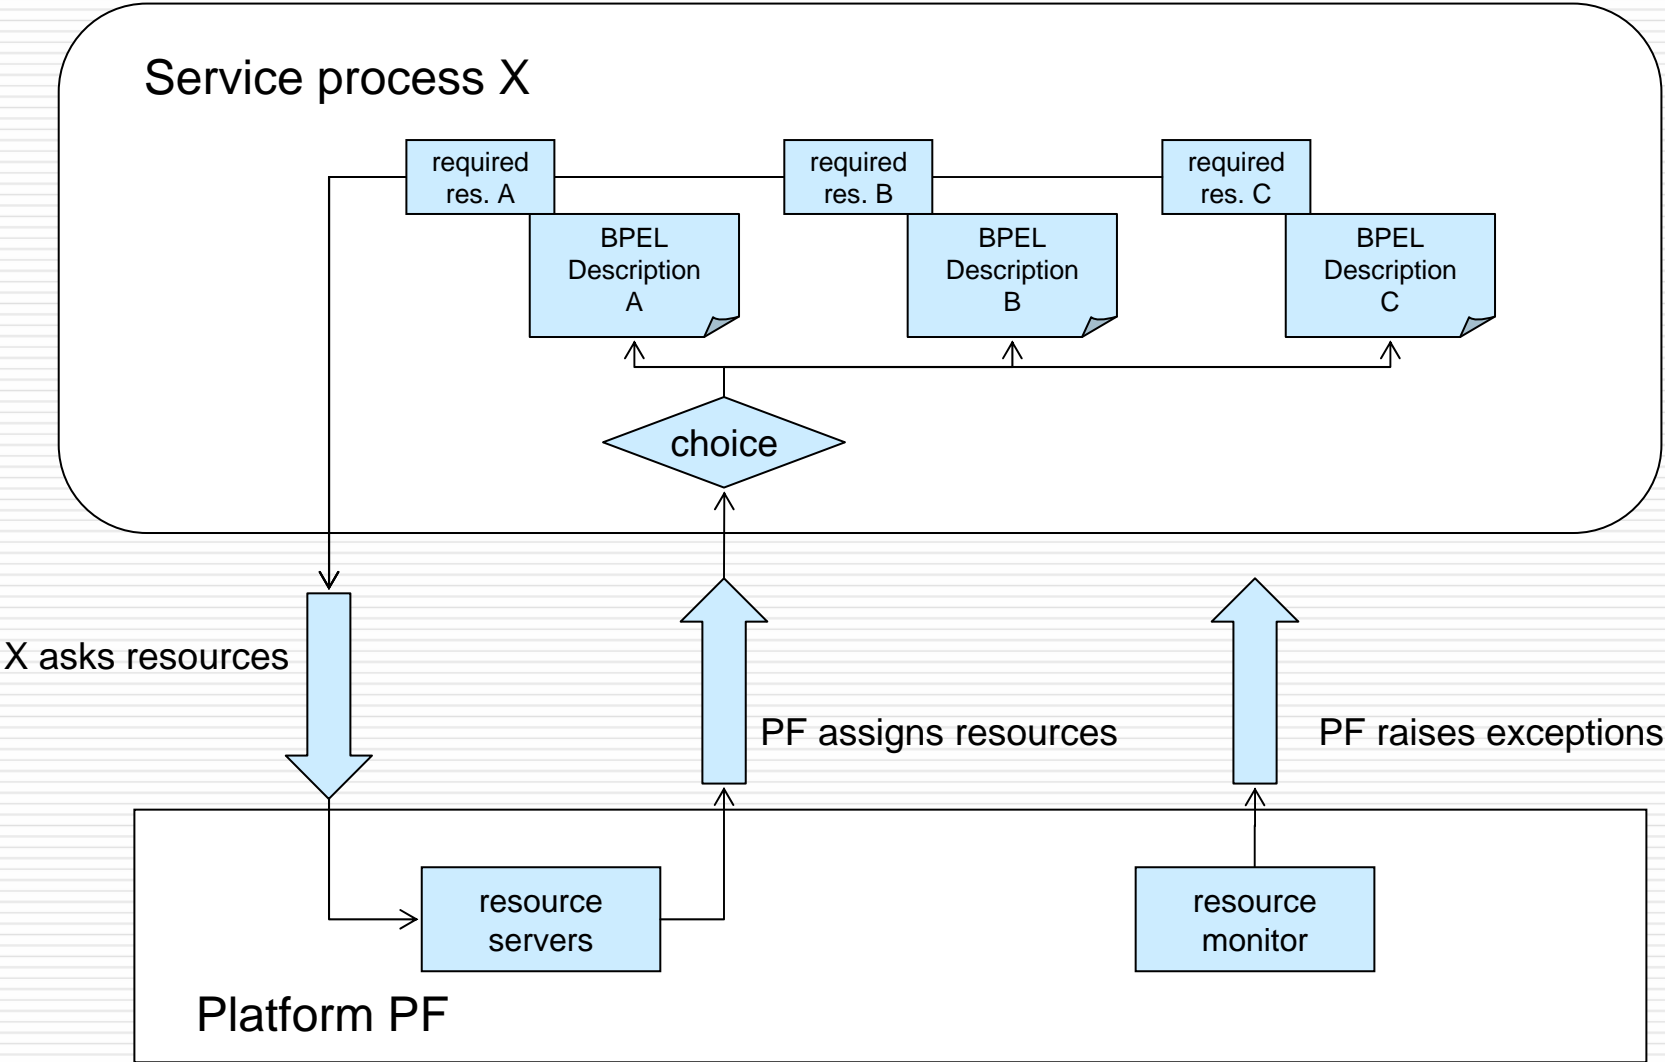 Service process X
required
res. A
required
res. B
required
res. C
BPEL
Description
A
BPEL
Description
B
BPEL
Description
C
choice
X asks resources
PF assigns resources
PF raises exceptions
resource
servers
resource
monitor
Platform PF